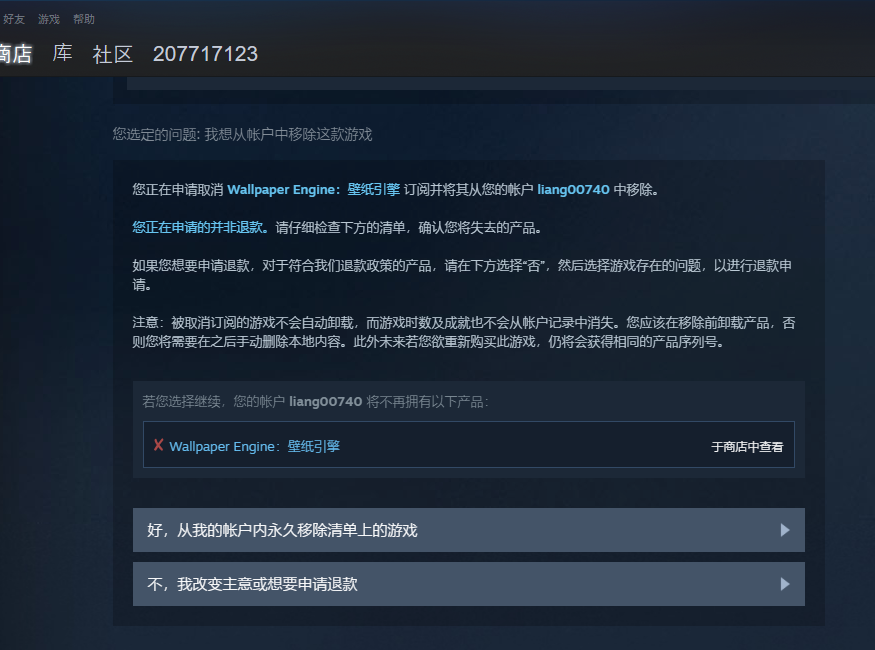 好友 游戏 帮助
商店 库 社区 207717123
您选定的问题: 我想从帐户中移除这款游戏
您正在申请取消 Wallpaper Engine：壁纸引擎 订阅并将其从您的帐户 liang00740 中移除。
您正在申请的并非退款。请仔细检查下方的清单，确认您将失去的产品。
如果您想要申请退款，对于符合我们退款政策的产品，请在下方选择“否”，然后选择游戏存在的问题，以进行退款申
请。
注意：被取消订阅的游戏不会自动卸载，而游戏时数及成就也不会从帐户记录中消失。您应该在移除前卸载产品，否
则您将需要在之后手动删除本地内容。此外未来若您欲重新购买此游戏，仍将会获得相同的产品序列号。
若您选择继续，您的帐户 liang00740 将不再拥有以下产品：
X Wallpaper Engine：壁纸引擎 于商店中查看
好，从我的帐户内永久移除清单上的游戏
不，我改变主意或想要申请退款